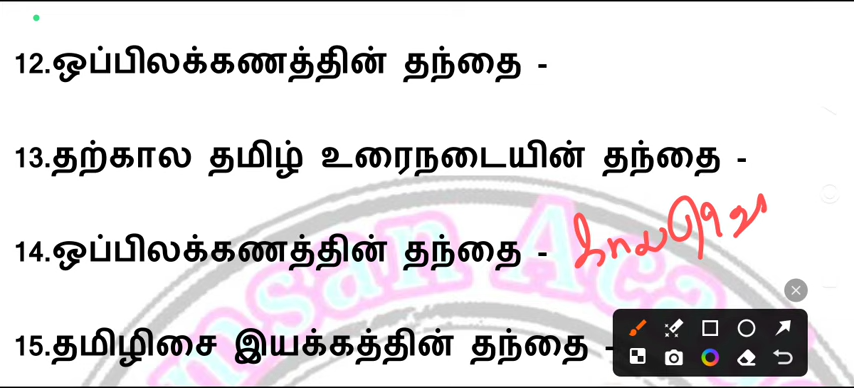 12.ஒப்பிலக்கணத்தின் தந்தை -
13.தற்கால தமிழ் உரைநடையின் தந்தை -
14.ஒப்பிலக்கணத்தின் தந்தை -
15.தமிழிசை இயக்கத்தின் தந்தை -